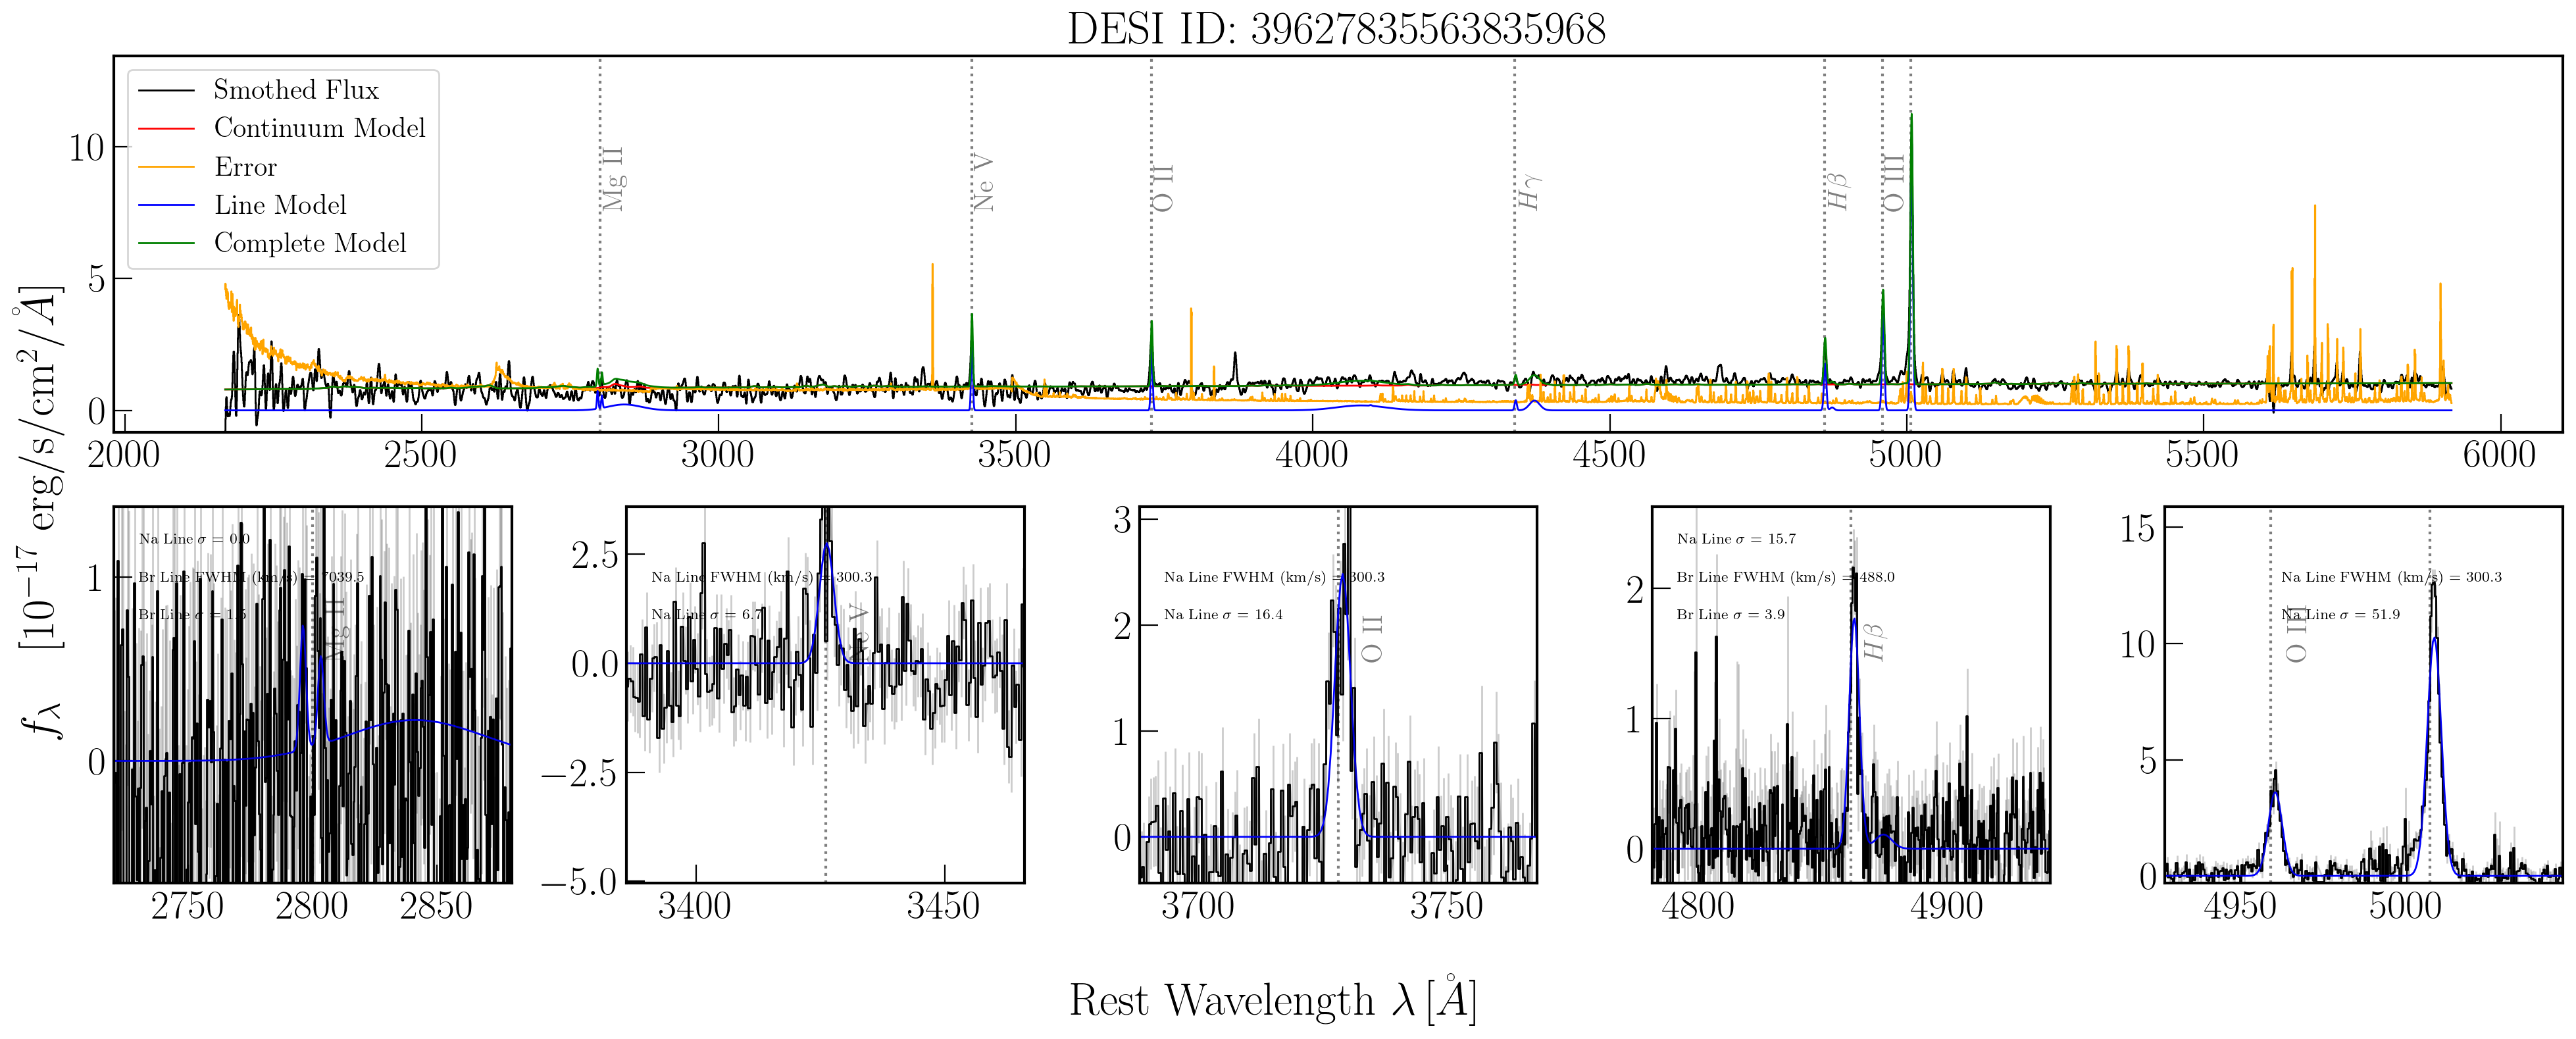 DESI ID: 39627835563835968
Smothed Flux
Continuum Model
Error
Line Model
Complete Model
Mg II
Ne V
O II
Hγ
Hβ
O III
10
5
0
2000 2500 3000 3500 4000 4500 5000 5500 6000
f_λ [10⁻¹⁷ erg/s/cm²/Å]
Na Line σ = 0.0
Br Line FWHM (km/s) = 7039.5
Br Line σ = 1.5
Mg II
1
0
2750 2800 2850
Na Line FWHM (km/s) = 300.3
Na Line σ = 6.7
Ne V
2.5
0.0
−2.5
−5.0
3400 3450
Na Line FWHM (km/s) = 300.3
Na Line σ = 16.4
O II
3
2
1
0
3700 3750
Na Line σ = 15.7
Br Line FWHM (km/s) = 488.0
Br Line σ = 3.9
Hβ
2
1
0
4800 4900
Na Line FWHM (km/s) = 300.3
Na Line σ = 51.9
O III
15
10
5
0
4950 5000
Rest Wavelength λ [Å]